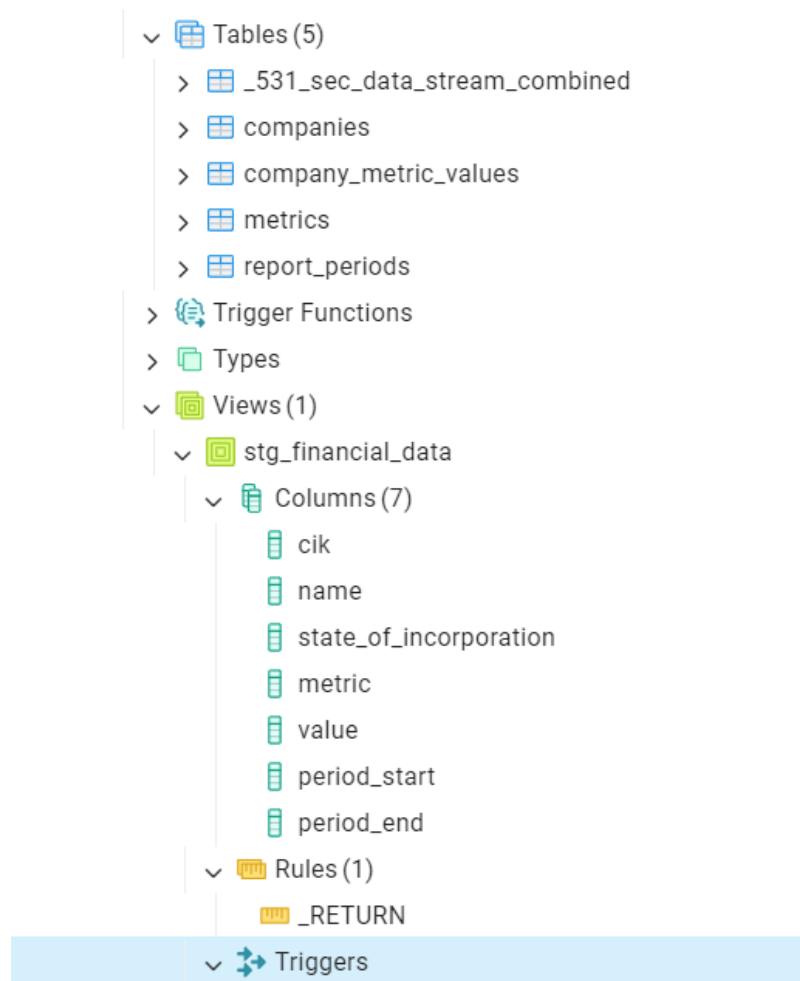 Tables (5)
_531_sec_data_stream_combined
companies
company_metric_values
metrics
report_periods
Trigger Functions
Types
Views (1)
stg_financial_data
Columns (7)
cik
name
state_of_incorporation
metric
value
period_start
period_end
Rules (1)
_RETURN
Triggers